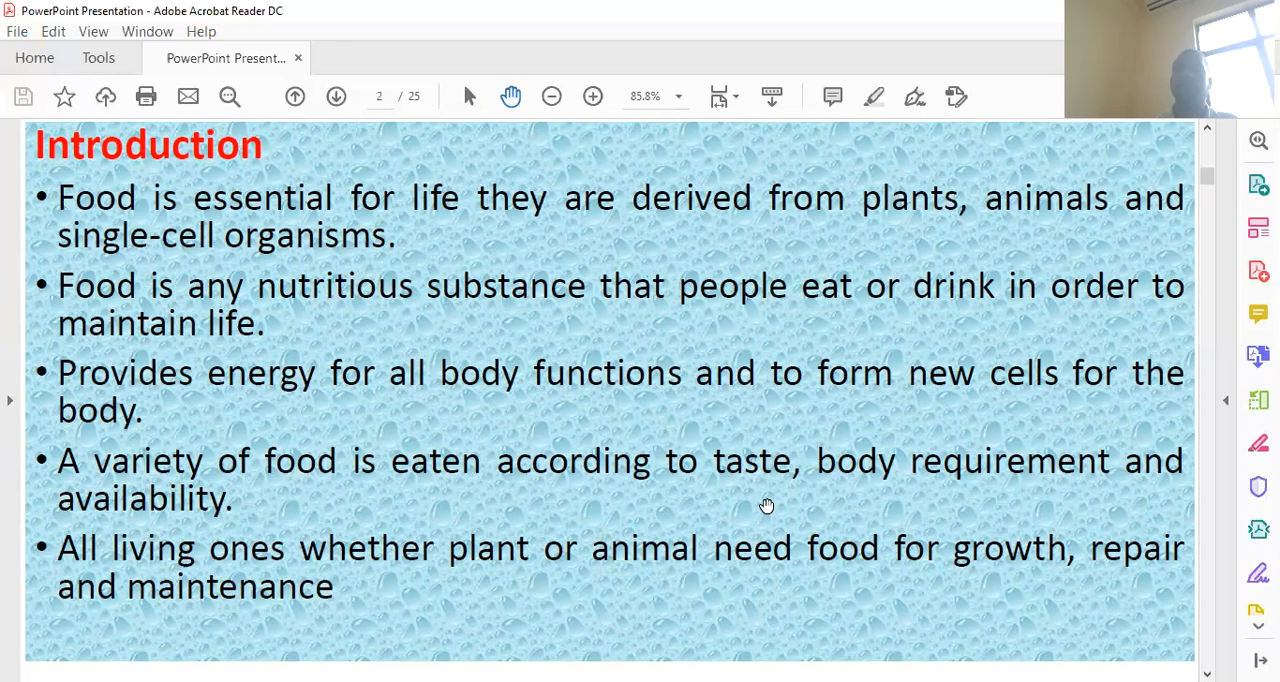 PowerPoint Presentation - Adobe Acrobat Reader DC
File Edit View Window Help
Home Tools PowerPoint Present... ×
2 / 25 85.8%
Introduction
• Food is essential for life they are derived from plants, animals and
single-cell organisms.
• Food is any nutritious substance that people eat or drink in order to
maintain life.
• Provides energy for all body functions and to form new cells for the
body.
• A variety of food is eaten according to taste, body requirement and
availability.
• All living ones whether plant or animal need food for growth, repair
and maintenance